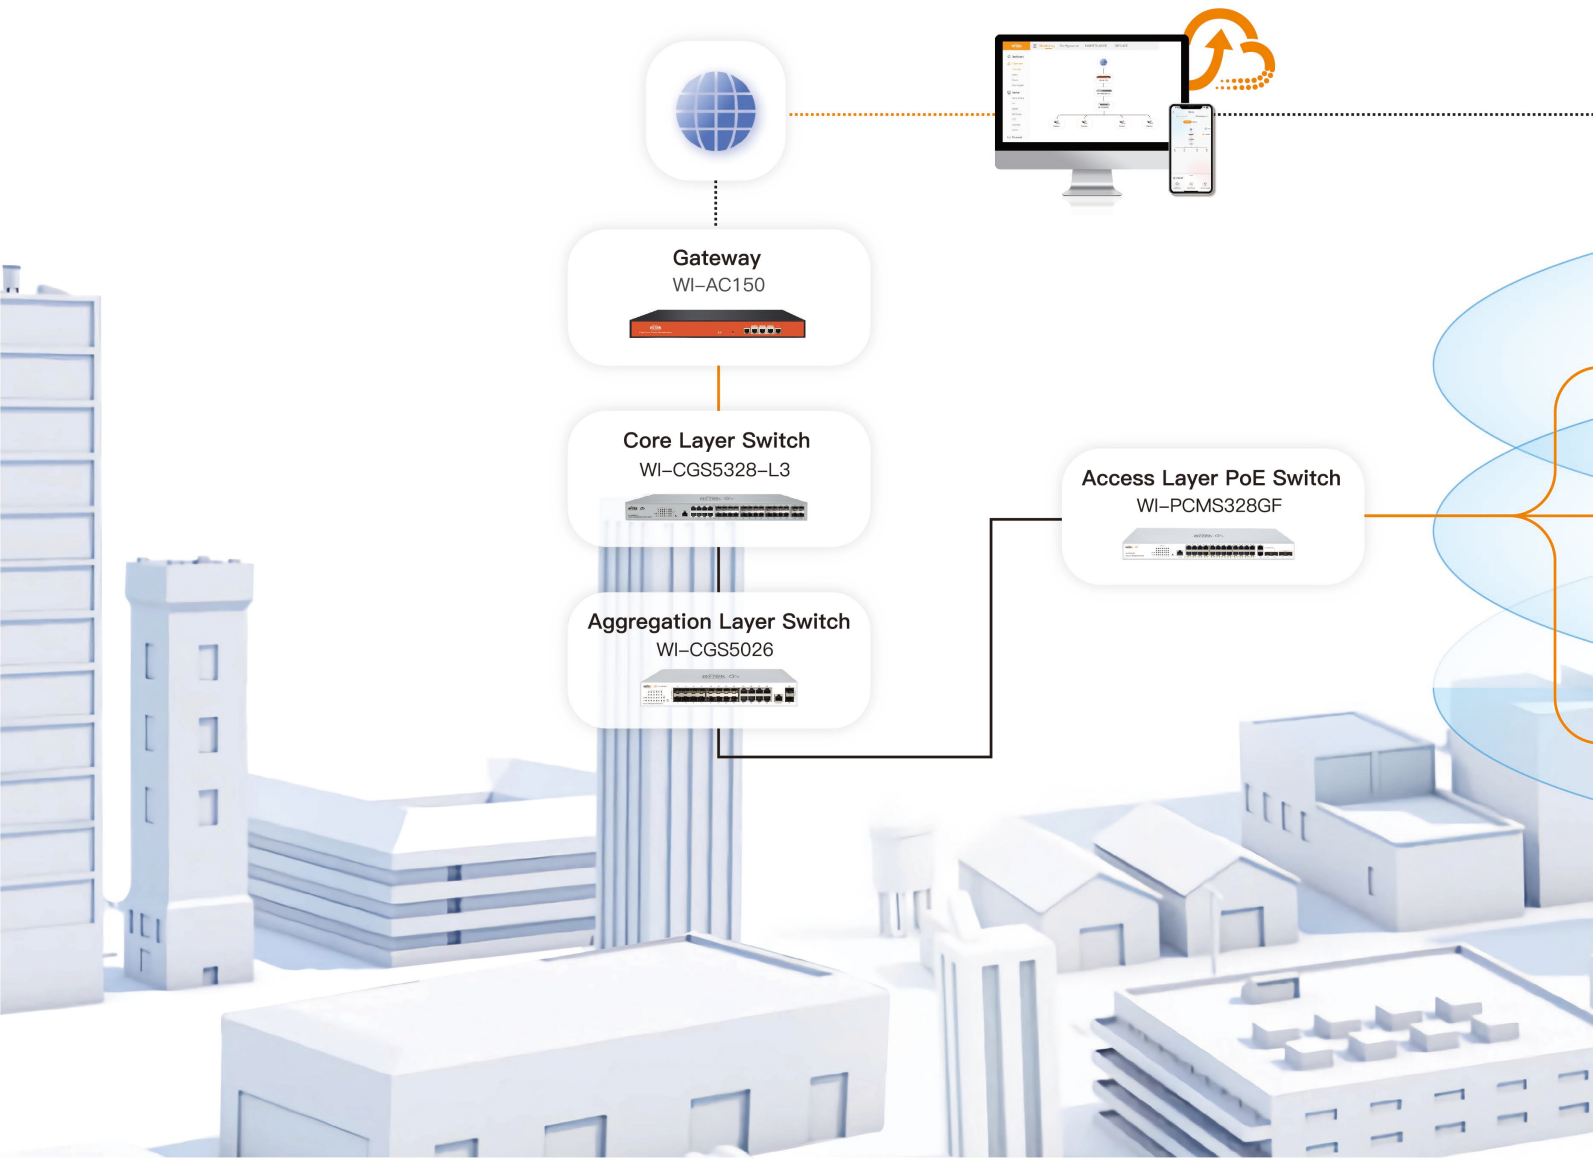 Gateway
WI-AC150
Core Layer Switch
WI-CGS5328-L3
Aggregation Layer Switch
WI-CGS5026
Access Layer PoE Switch
WI-PCMS328GF